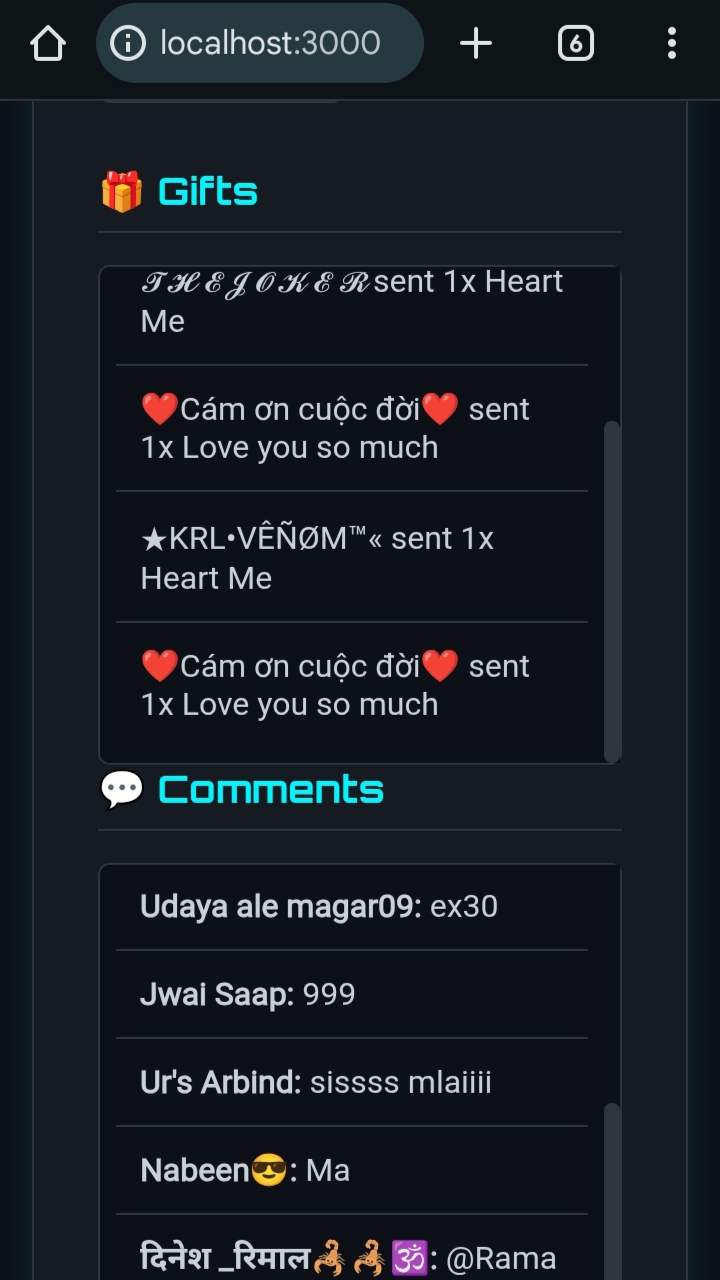 localhost:3000
6
🎁 Gifts
𝒯 ℋ ℰ 𝒥 𝒪 𝒦 ℰ ℛ sent 1x Heart
Me
❤️Cám ơn cuộc đời❤️ sent
1x Love you so much
★KRL•VÊÑØM™« sent 1x
Heart Me
❤️Cám ơn cuộc đời❤️ sent
1x Love you so much
💬 Comments
Udaya ale magar09: ex30
Jwai Saap: 999
Ur's Arbind: sissss mlaiiii
Nabeen😎: Ma
दिनेश _रिमाल🦂🦂🕉️: @Rama